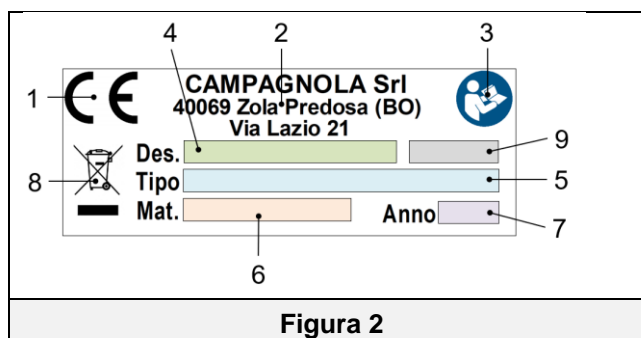 4 2 3
1 CE CAMPAGNOLA Srl
40069 Zola Predosa (BO)
Via Lazio 21
Des. 9
8 Tipo 5
Mat. Anno 7
6
Figura 2